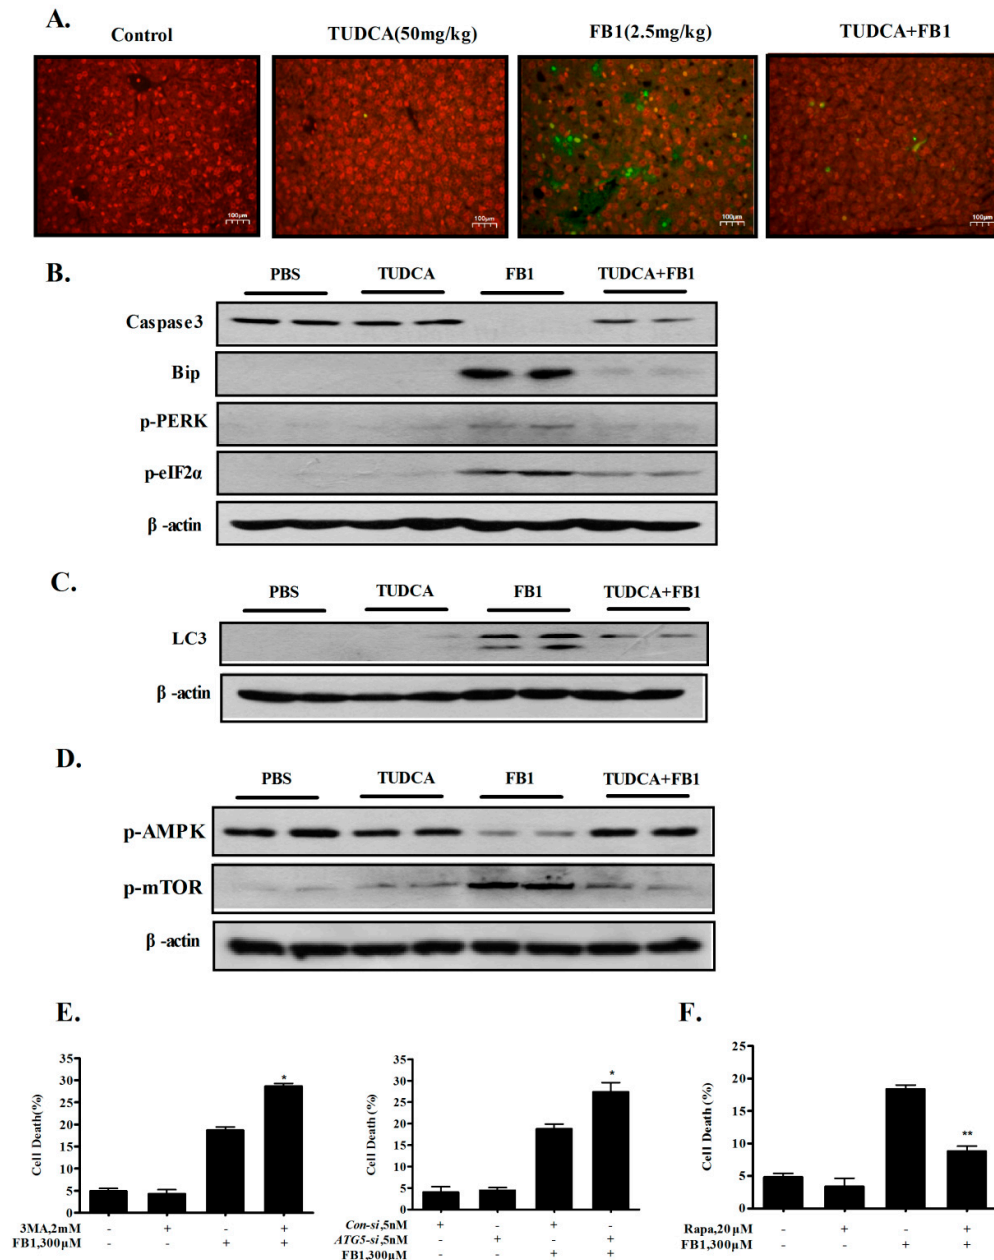 A.
Control TUDCA(50mg/kg) FB1(2.5mg/kg) TUDCA+FB1
100μm 100μm 100μm 100μm
B.
PBS TUDCA FB1 TUDCA+FB1
Caspase3
Bip
p-PERK
p-eIF2α
β -actin
C.
PBS TUDCA FB1 TUDCA+FB1
LC3
β -actin
D.
PBS TUDCA FB1 TUDCA+FB1
p-AMPK
p-mTOR
β -actin
E.
Cell Death(%)
35
30
25
20
15
10
5
0
*
3MA,2mM - + - +
FB1,300μM - - + +
Cell Death (%)
35
30
25
20
15
10
5
0
*
Con-si,5nM + - + -
ATG5-si,5nM - + - +
FB1,300μM - - + +
F.
Cell Death (%)
25
20
15
10
5
0
**
Rapa,20 μM - + - +
FB1,300μM - - + +